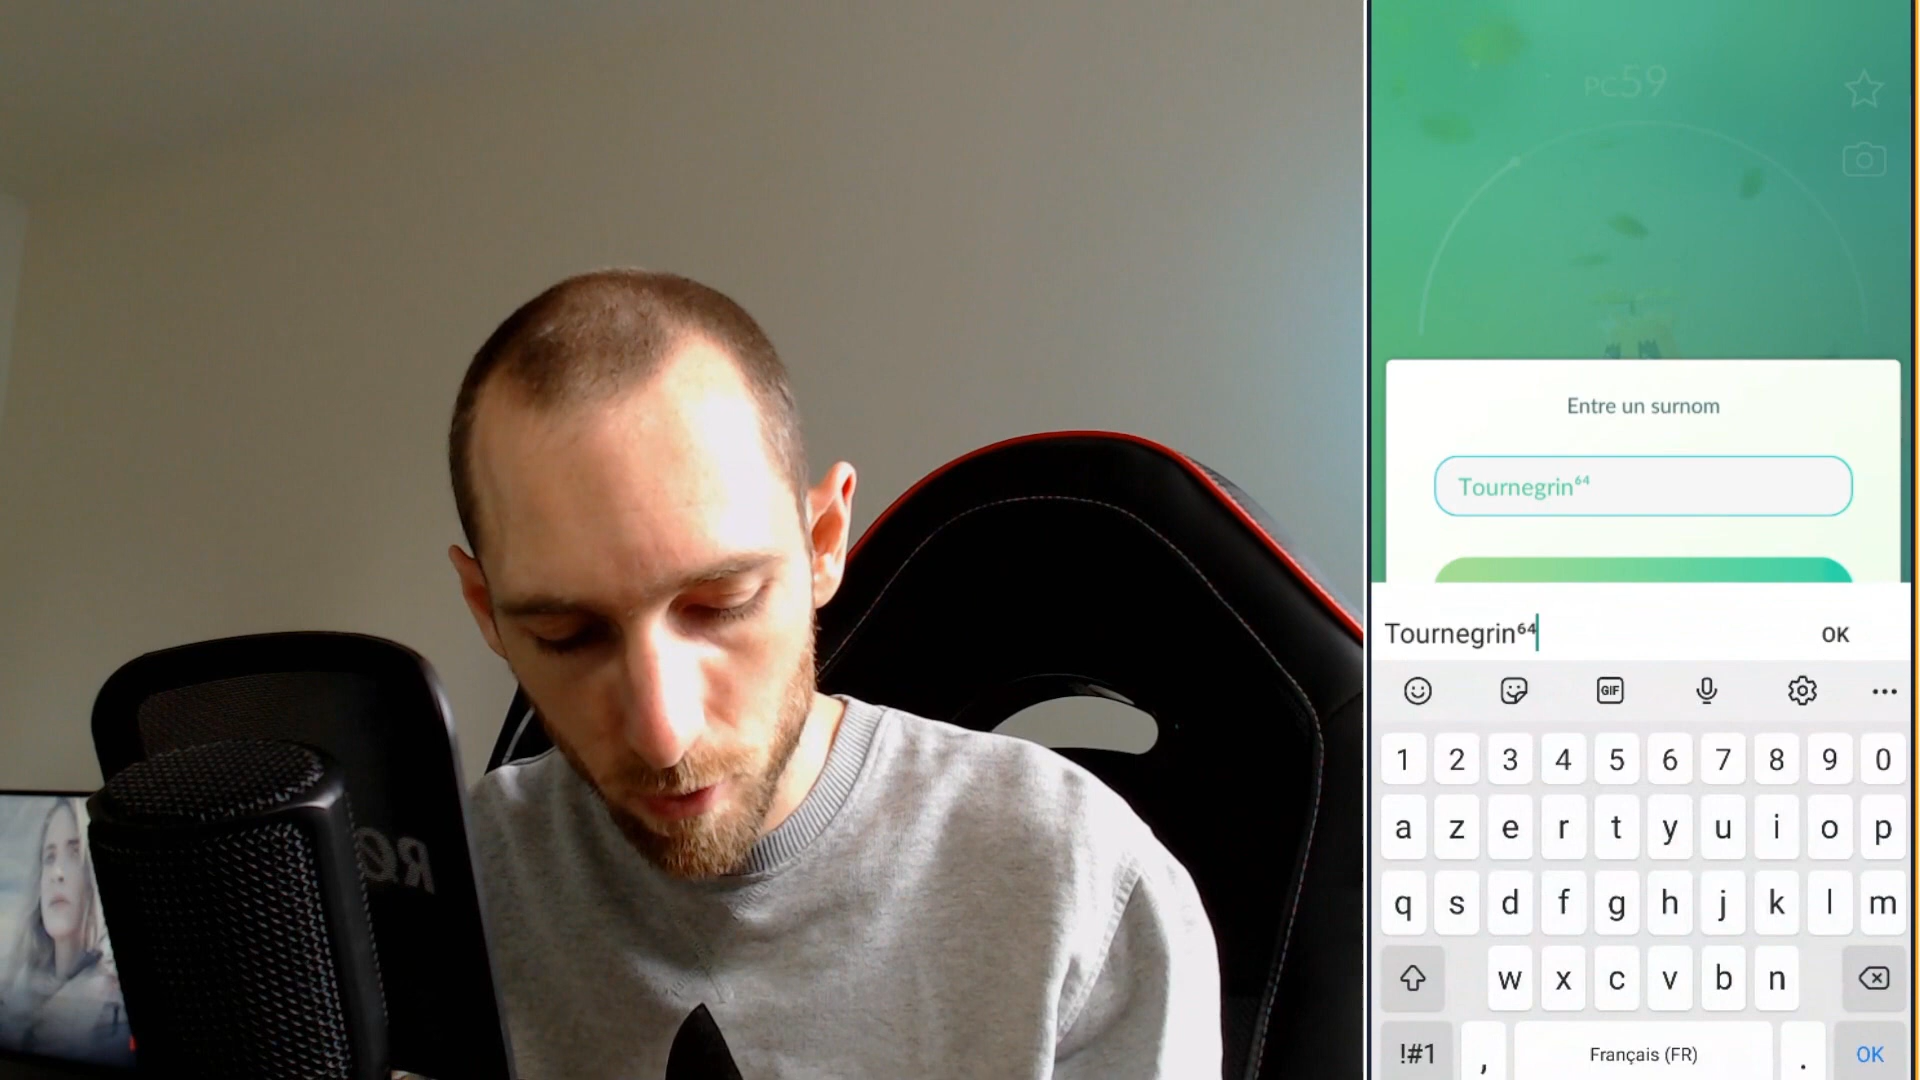 PC59
Entre un surnom
Tournegrin⁶⁴
Tournegrin⁶⁴
OK
GIF
1 2 3 4 5 6 7 8 9 0
a z e r t y u i o p
q s d f g h j k l m
w x c v b n
!#1 , Français (FR) . OK